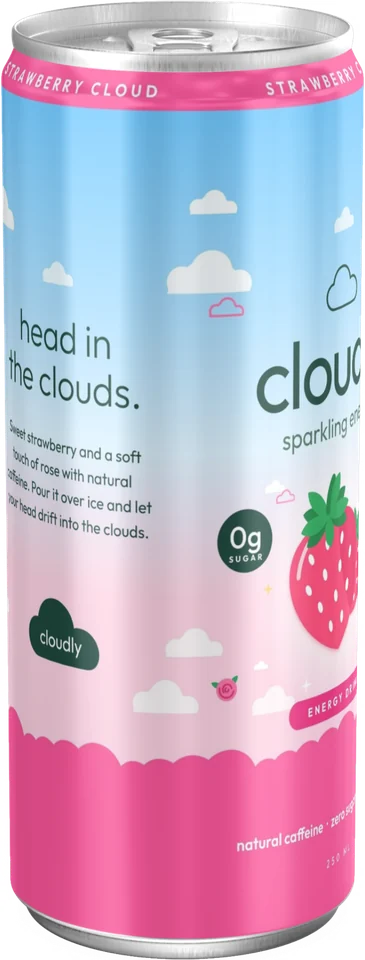 STRAWBERRY CLOUD
STRAWBERRY
head in
the clouds.
Sweet strawberry and a soft
touch of rose with natural
caffeine. Pour it over ice and let
your head drift into the clouds.
cloudly
cloud
sparkling ene
0g
SUGAR
ENERGY DR
natural caffeine · zero sug
250 ML